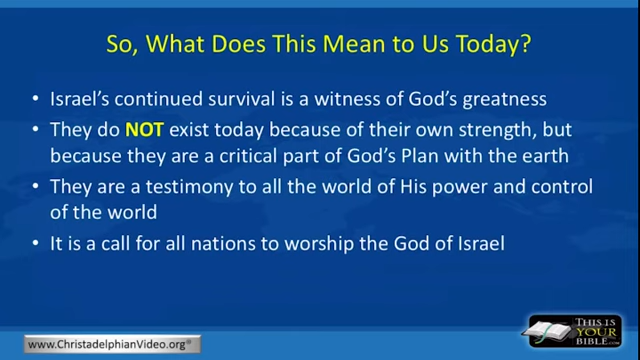 So, What Does This Mean to Us Today?
• Israel's continued survival is a witness of God's greatness
• They do NOT exist today because of their own strength, but
because they are a critical part of God's Plan with the earth
• They are a testimony to all the world of His power and control
of the world
• It is a call for all nations to worship the God of Israel
www.ChristadelphianVideo.org®
THIS IS
YOUR
BIBLE.com